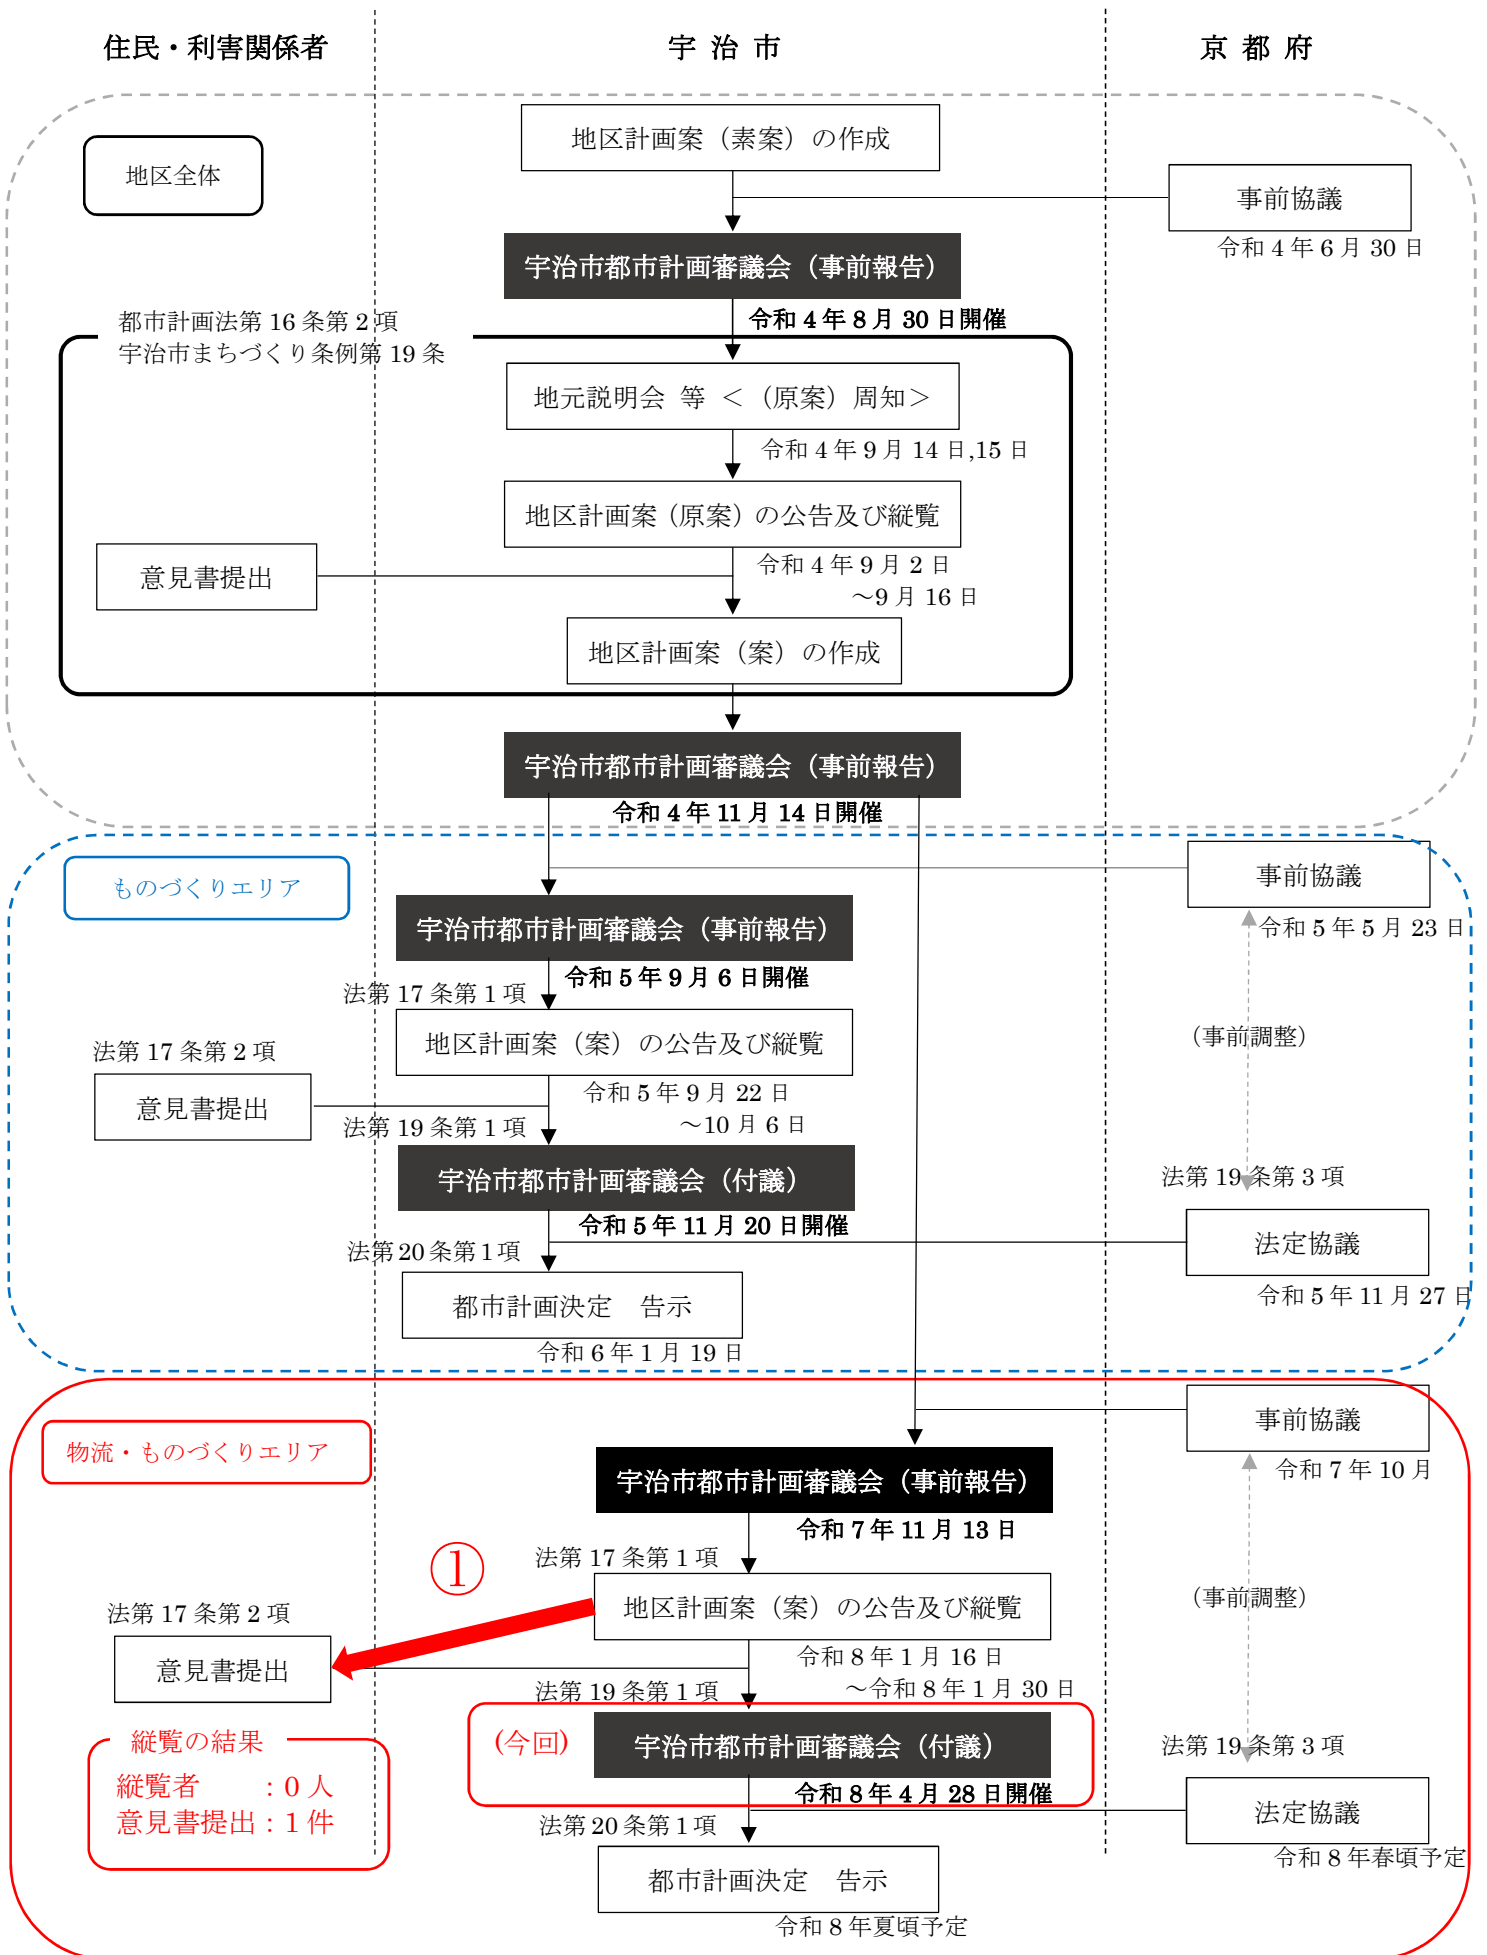 住民・利害関係者
宇 治 市
京 都 府
地区計画案（素案）の作成
地区全体
事前協議
令和 4 年 6 月 30 日
宇治市都市計画審議会（事前報告）
令和 4 年 8 月 30 日開催
都市計画法第 16 条第 2 項
宇治市まちづくり条例第 19 条
地元説明会 等 ＜（原案）周知＞
令和 4 年 9 月 14 日,15 日
地区計画案（原案）の公告及び縦覧
令和 4 年 9 月 2 日
～9 月 16 日
意見書提出
地区計画案（案）の作成
宇治市都市計画審議会（事前報告）
令和 4 年 11 月 14 日開催
ものづくりエリア
事前協議
令和 5 年 5 月 23 日
宇治市都市計画審議会（事前報告）
令和 5 年 9 月 6 日開催
法第 17 条第 1 項
地区計画案（案）の公告及び縦覧
（事前調整）
法第 17 条第 2 項
令和 5 年 9 月 22 日
～10 月 6 日
意見書提出
法第 19 条第 1 項
宇治市都市計画審議会（付議）
法第 19 条第 3 項
令和 5 年 11 月 20 日開催
法第 20 条第 1 項
法定協議
令和 5 年 11 月 27 日
都市計画決定　告示
令和 6 年 1 月 19 日
物流・ものづくりエリア
事前協議
令和 7 年 10 月
宇治市都市計画審議会（事前報告）
令和 7 年 11 月 13 日
法第 17 条第 1 項
①
地区計画案（案）の公告及び縦覧
（事前調整）
法第 17 条第 2 項
令和 8 年 1 月 16 日
～令和 8 年 1 月 30 日
意見書提出
法第 19 条第 1 項
(今回)
宇治市都市計画審議会（付議）
法第 19 条第 3 項
縦覧の結果
縦覧者　　：0 人
意見書提出：1 件
令和 8 年 4 月 28 日開催
法第 20 条第 1 項
法定協議
令和 8 年春頃予定
都市計画決定　告示
令和 8 年夏頃予定